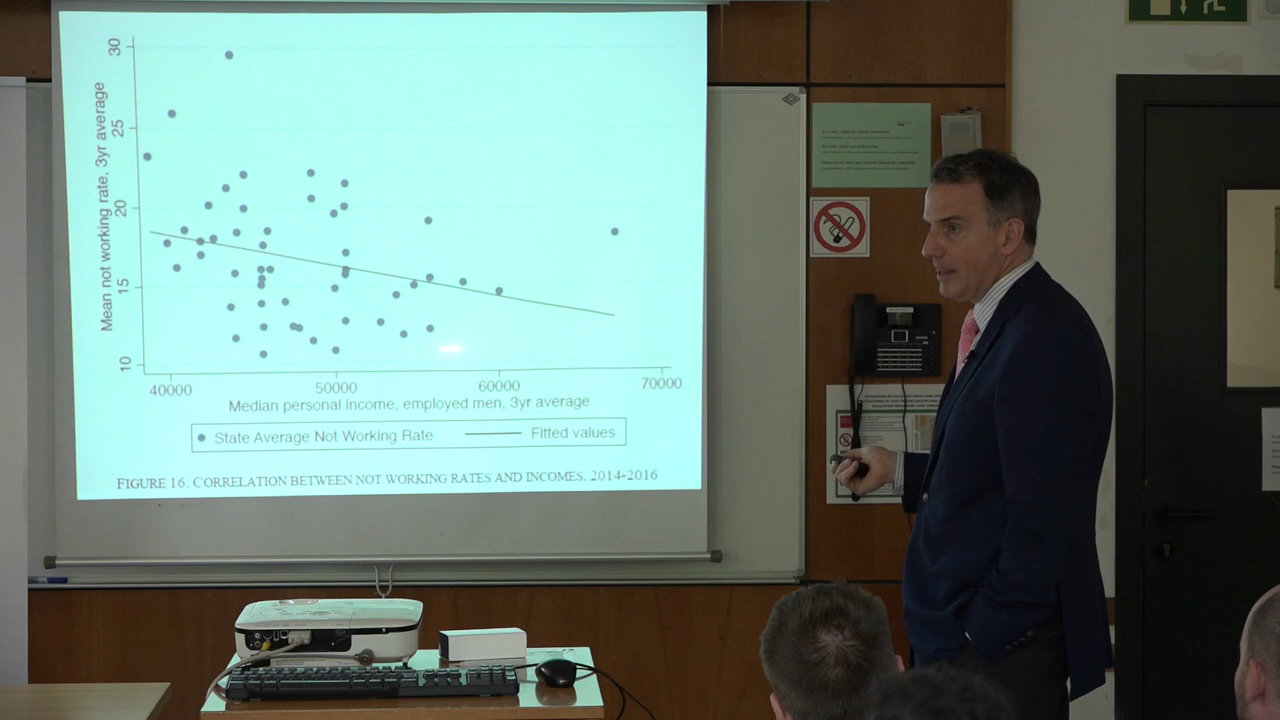 30
25
20
15
10
Mean not working rate, 3yr average
40000 50000 60000 70000
Median personal income, employed men, 3yr average
State Average Not Working Rate Fitted values
FIGURE 16. CORRELATION BETWEEN NOT WORKING RATES AND INCOMES. 2014-2016